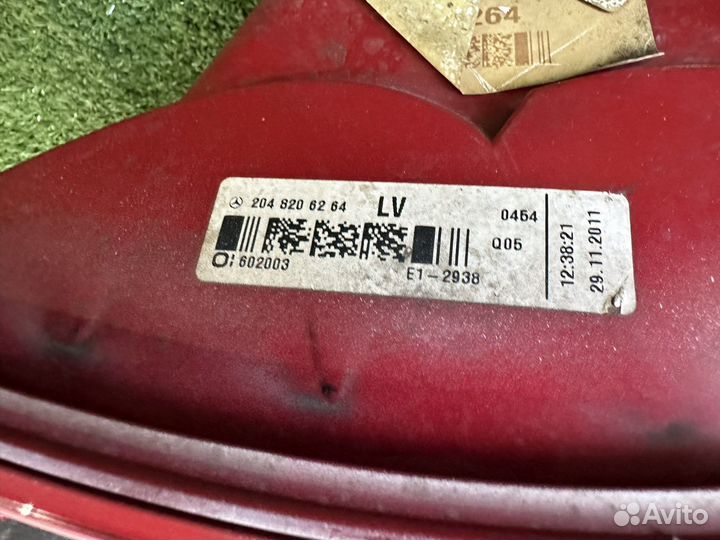 264
204 820 62 64 LV 0454
Q05
O: 602003 E1-2938
12:38:21
29.11.2011
Avito